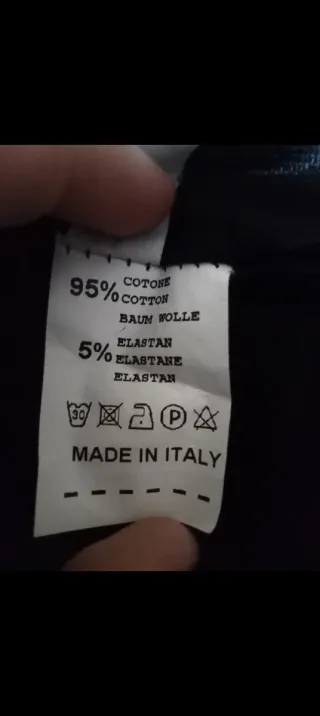 95% COTONE
COTTON
BAUM WOLLE
5% ELASTAN
ELASTANE
ELASTAN
30 P
MADE IN ITALY